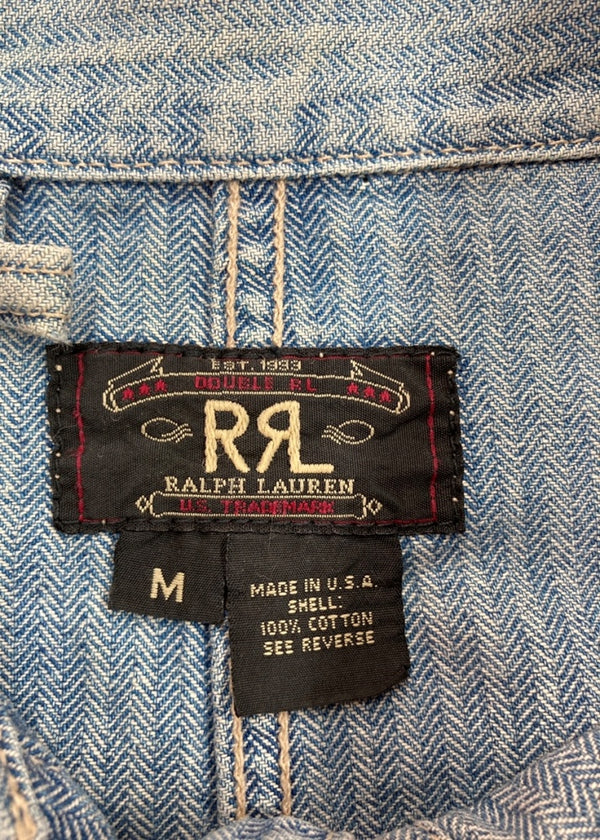 EST. 1993
DOUBLE RL
RRL
RALPH LAUREN
U.S. TRADEMARK
M
MADE IN U.S.A.
SHELL:
100% COTTON
SEE REVERSE